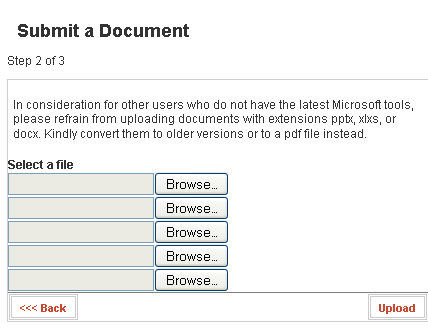 Submit a Document
Step 2 of 3
In consideration for other users who do not have the latest Microsoft tools,
please refrain from uploading documents with extensions pptx, xlxs, or
docx. Kindly convert them to older versions or to a pdf file instead.
Select a file
Browse...
Browse...
Browse...
Browse...
Browse...
<<< Back
Upload